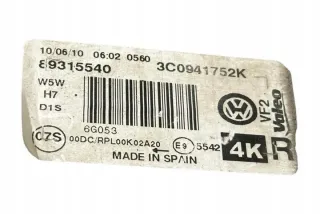 10/06/10 06:02 0560
89315540 3C0941752K
W5W
H7
D1S
VF2
Valeo
6G053
00DC/RPL00K02A20
E9 5542
4K
R
MADE IN SPAIN